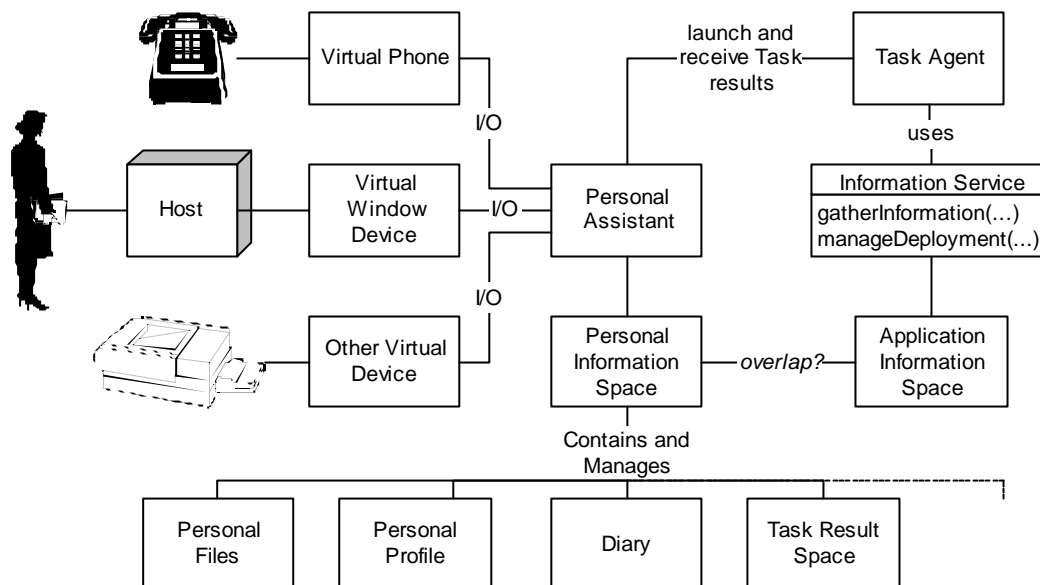 launch and
receive Task
results
Virtual Phone
Task Agent
I/O
uses
Host
Virtual
Window
Device
I/O
Personal
Assistant
Information Service
gatherInformation(...)
manageDeployment(...)
I/O
Other Virtual
Device
Personal
Information
Space
overlap?
Application
Information
Space
Contains and
Manages
Personal
Files
Personal
Profile
Diary
Task Result
Space